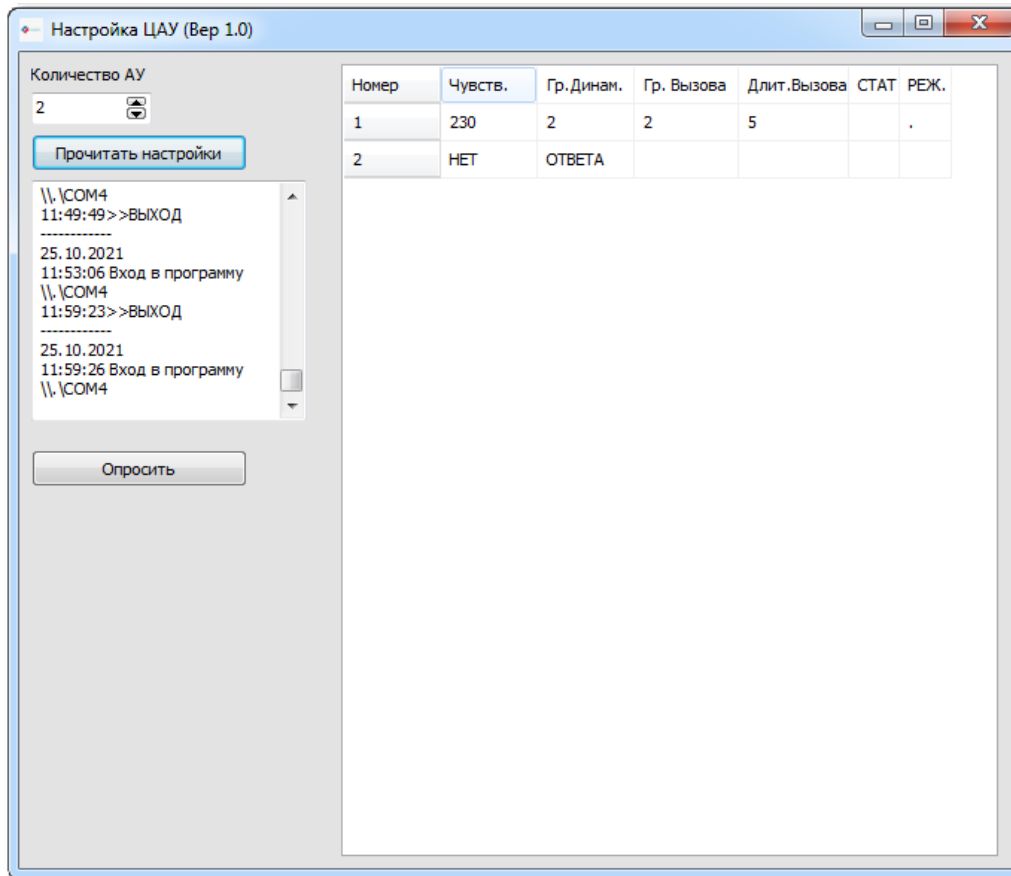 Настройка ЦАУ (Вер 1.0)
Количество АУ
2
Прочитать настройки
\\.\COM4
11:49:49>>ВЫХОД
------------
25.10.2021
11:53:06 Вход в программу
\\.\COM4
11:59:23>>ВЫХОД
------------
25.10.2021
11:59:26 Вход в программу
\\.\COM4
Опросить
Номер Чувств. Гр.Динам. Гр. Вызова Длит.Вызова СТАТ РЕЖ.
1 230 2 2 5 .
2 НЕТ ОТВЕТА